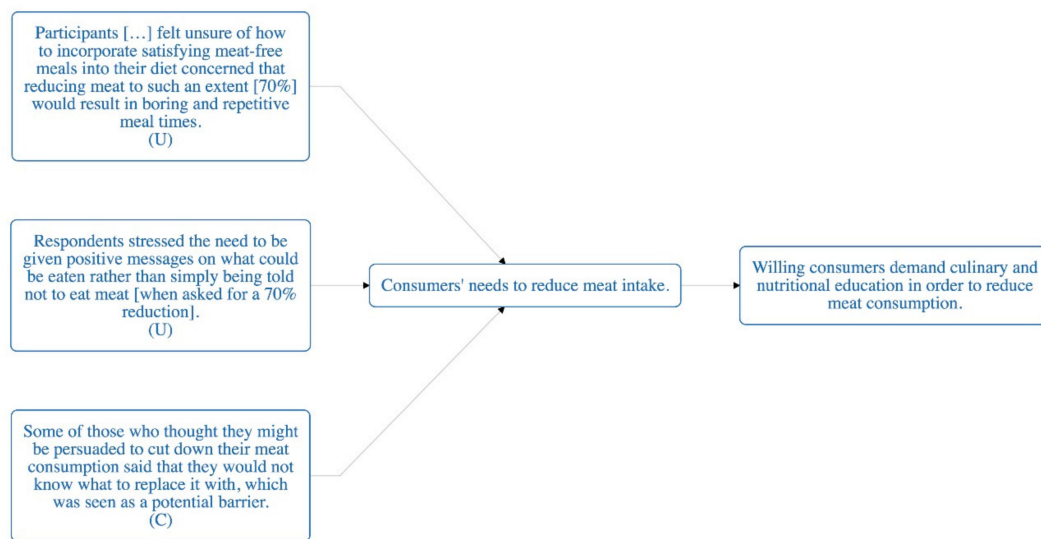 Participants […] felt unsure of how
to incorporate satisfying meat-free
meals into their diet concerned that
reducing meat to such an extent [70%]
would result in boring and repetitive
meal times.
(U)
Respondents stressed the need to be
given positive messages on what could
be eaten rather than simply being told
not to eat meat [when asked for a 70%
reduction].
(U)
Some of those who thought they might
be persuaded to cut down their meat
consumption said that they would not
know what to replace it with, which
was seen as a potential barrier.
(C)
Consumers' needs to reduce meat intake.
Willing consumers demand culinary and
nutritional education in order to reduce
meat consumption.